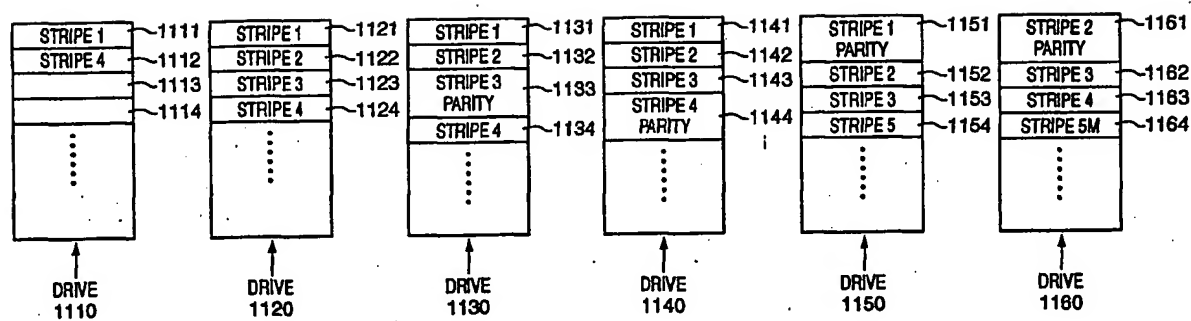 STRIPE 1
STRIPE 4
1111
1112
1113
1114
DRIVE
1110
STRIPE 1
STRIPE 2
STRIPE 3
STRIPE 4
1121
1122
1123
1124
DRIVE
1120
STRIPE 1
STRIPE 2
STRIPE 3
PARITY
STRIPE 4
1131
1132
1133
1134
DRIVE
1130
STRIPE 1
STRIPE 2
STRIPE 3
STRIPE 4
PARITY
1141
1142
1143
1144
DRIVE
1140
STRIPE 1
PARITY
STRIPE 2
STRIPE 3
STRIPE 5
1151
1152
1153
1154
DRIVE
1150
STRIPE 2
PARITY
STRIPE 3
STRIPE 4
STRIPE 5M
1161
1162
1163
1164
DRIVE
1160